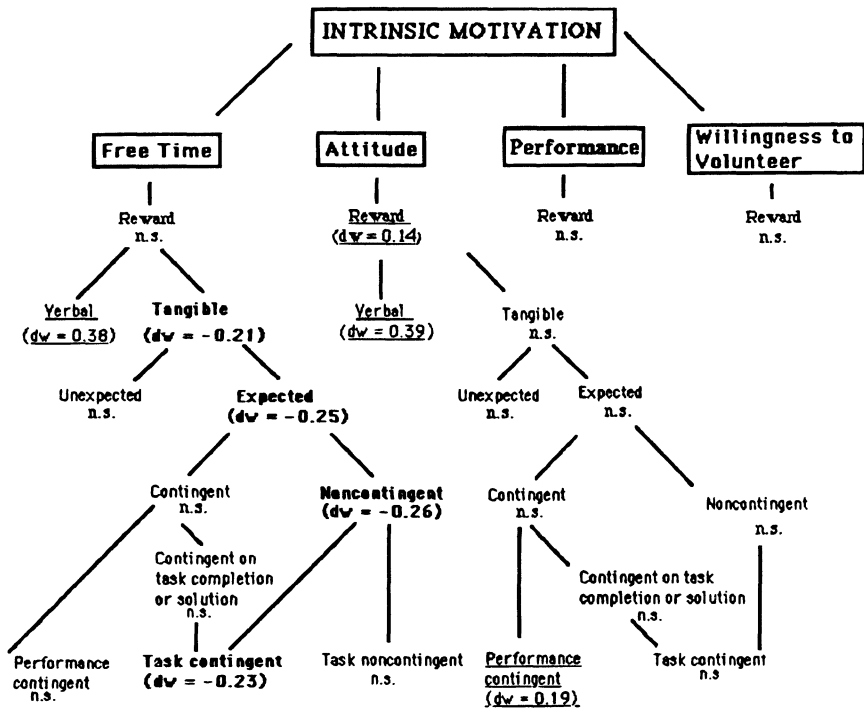 INTRINSIC MOTIVATION
Free Time
Attitude
Performance
Willingness to
Volunteer
Reward
n.s.
Reward
(dw = 0.14)
Reward
n.s.
Reward
n.s.
Verbal
(dw = 0.38)
Tangible
(dw = -0.21)
Verbal
(dw = 0.39)
Tangible
n.s.
Unexpected
n.s.
Expected
(dw = -0.25)
Unexpected
n.s.
Expected
n.s.
Contingent
n.s.
Noncontingent
(dw = -0.26)
Contingent
n.s.
Noncontingent
n.s.
Contingent on
task completion
or solution
n.s.
Contingent on task
completion or solution
n.s.
Performance
contingent
n.s.
Task contingent
(dw = -0.23)
Task noncontingent
n.s.
Performance
contingent
(dw = 0.19)
Task contingent
n.s